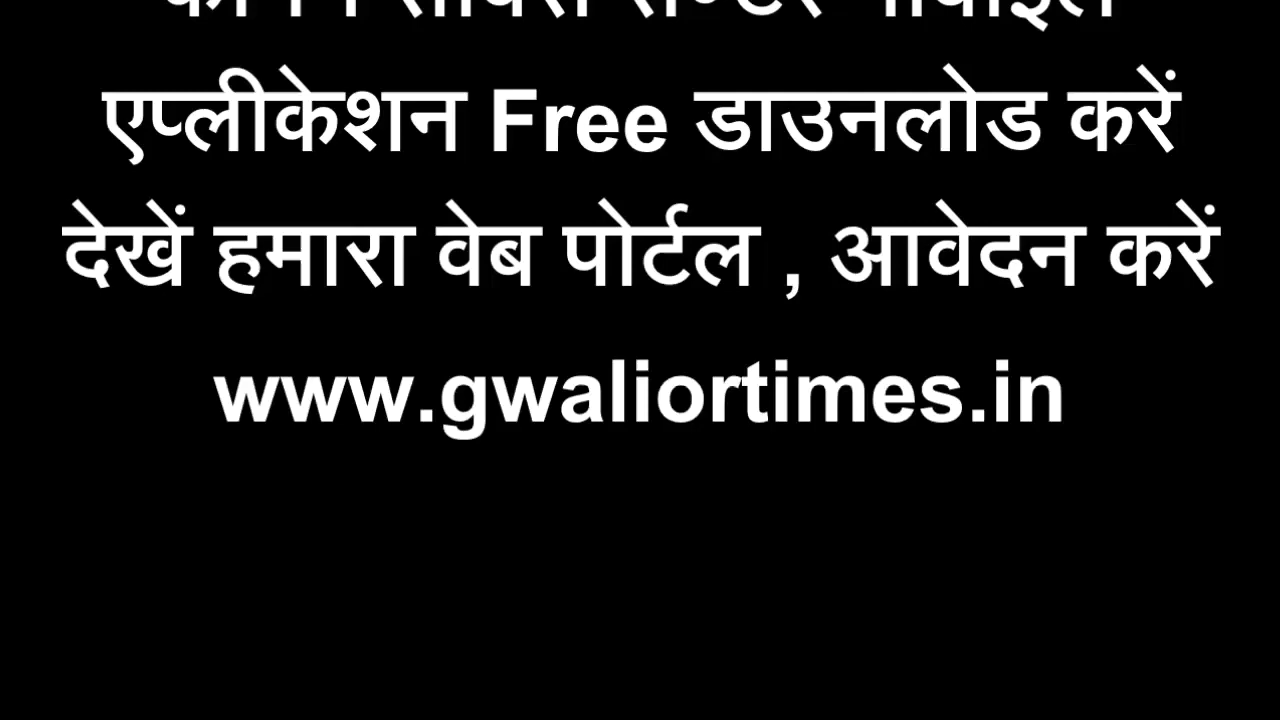 एप्लीकेशन Free डाउनलोड करें
देखें हमारा वेब पोर्टल , आवेदन करें
www.gwaliortimes.in